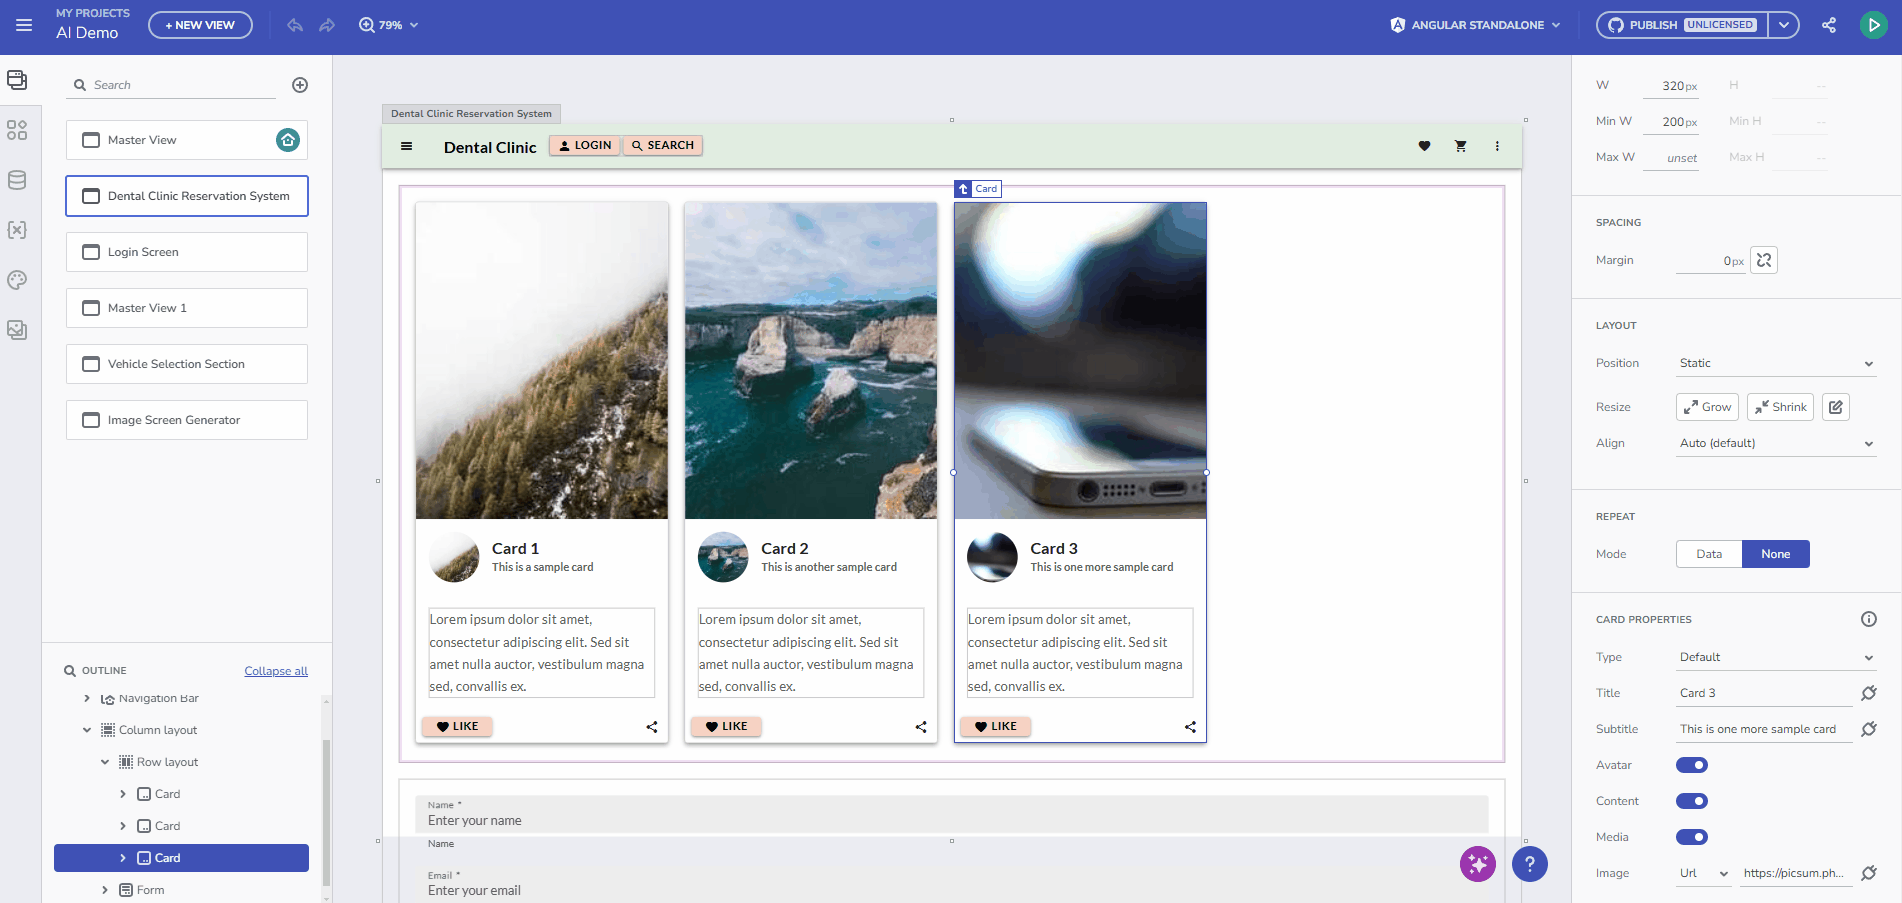 MY PROJECTS
AI Demo
+ NEW VIEW
79%
ANGULAR STANDALONE
PUBLISH UNLICENSED
Search
Master View
Dental Clinic Reservation System
Login Screen
Master View 1
Vehicle Selection Section
Image Screen Generator
OUTLINE
Collapse all
Navigation Bar
Column layout
Row layout
Card
Card
Card
Form
Dental Clinic Reservation System
Dental Clinic
LOGIN
SEARCH
Card
Card 1
This is a sample card
Lorem ipsum dolor sit amet,
consectetur adipiscing elit. Sed sit
amet nulla auctor, vestibulum magna
sed, convallis ex.
LIKE
Card 2
This is another sample card
Lorem ipsum dolor sit amet,
consectetur adipiscing elit. Sed sit
amet nulla auctor, vestibulum magna
sed, convallis ex.
LIKE
Card 3
This is one more sample card
Lorem ipsum dolor sit amet,
consectetur adipiscing elit. Sed sit
amet nulla auctor, vestibulum magna
sed, convallis ex.
LIKE
Name *
Enter your name
Name
Email *
Enter your email
?
W 320px H --
Min W 200px Min H --
Max W unset Max H --
SPACING
Margin 0px
LAYOUT
Position Static
Resize Grow Shrink
Align Auto (default)
REPEAT
Mode Data None
CARD PROPERTIES
Type Default
Title Card 3
Subtitle This is one more sample card
Avatar
Content
Media
Image Url https://picsum.ph...